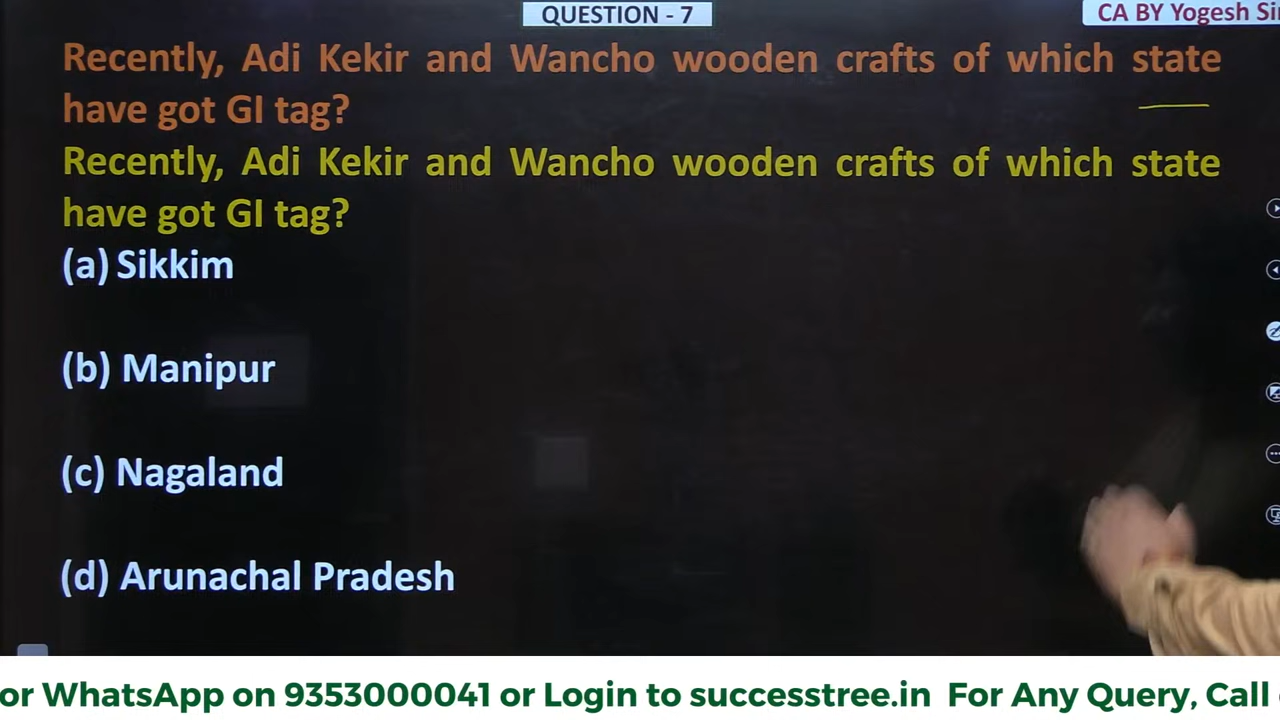 QUESTION - 7
CA BY Yogesh
Recently, Adi Kekir and Wancho wooden crafts of which state
have got GI tag?
Recently, Adi Kekir and Wancho wooden crafts of which state
have got GI tag?
(a) Sikkim
(b) Manipur
(c) Nagaland
(d) Arunachal Pradesh
or WhatsApp on 9353000041 or Login to successtree.in For Any Query, Call